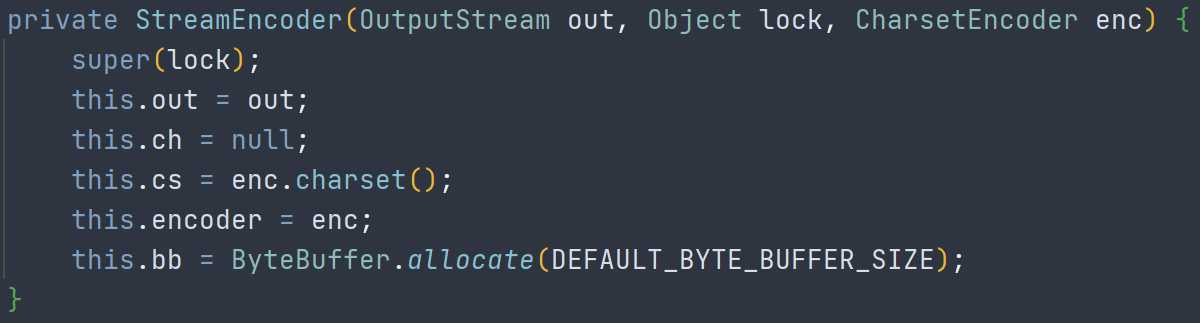 private StreamEncoder(OutputStream out, Object lock, CharsetEncoder enc) {
    super(lock);
    this.out = out;
    this.ch = null;
    this.cs = enc.charset();
    this.encoder = enc;
    this.bb = ByteBuffer.allocate(DEFAULT_BYTE_BUFFER_SIZE);
}